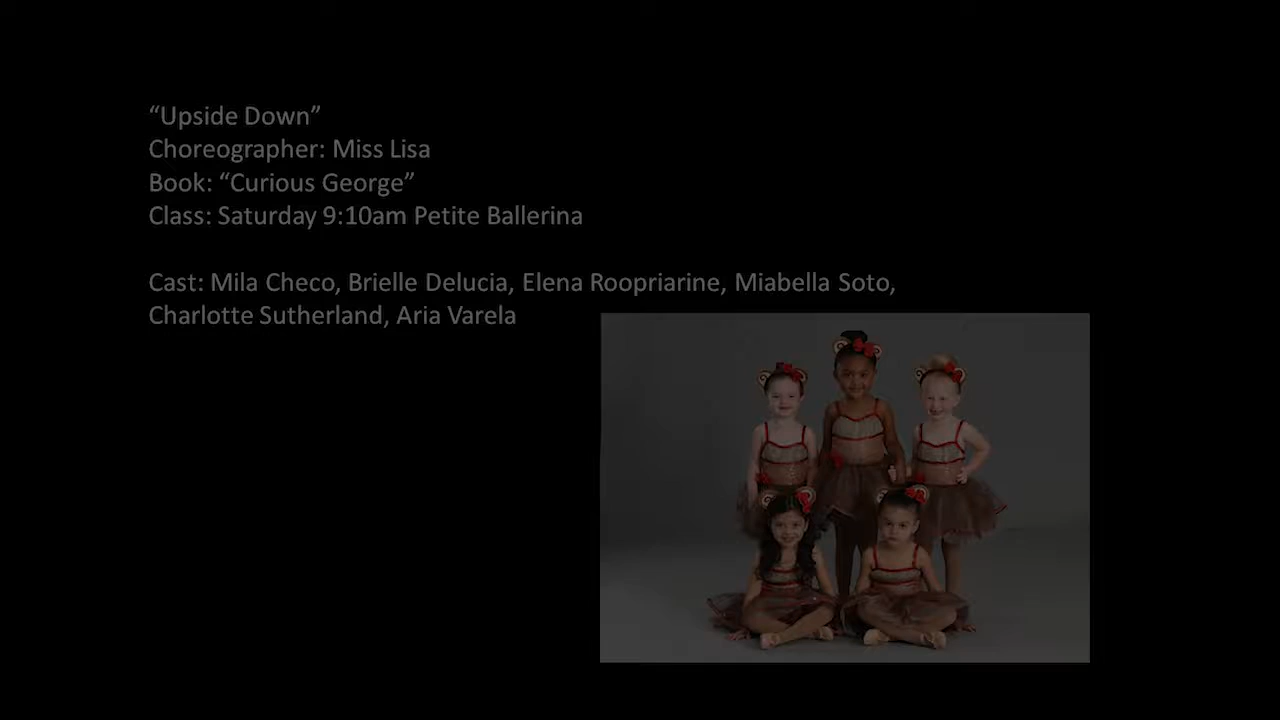 “Upside Down”
Choreographer: Miss Lisa
Book: “Curious George”
Class: Saturday 9:10am Petite Ballerina
Cast: Mila Checo, Brielle Delucia, Elena Roopriarine, Miabella Soto,
Charlotte Sutherland, Aria Varela